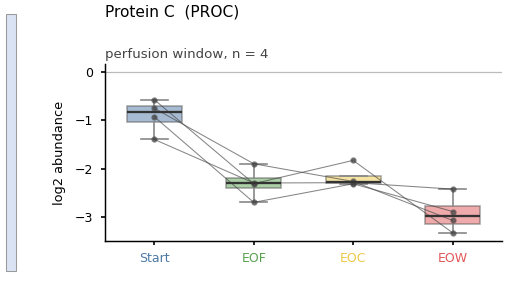 Protein C  (PROC)
perfusion window, n = 4
log2 abundance
0
−1
−2
−3
Start EOF EOC EOW